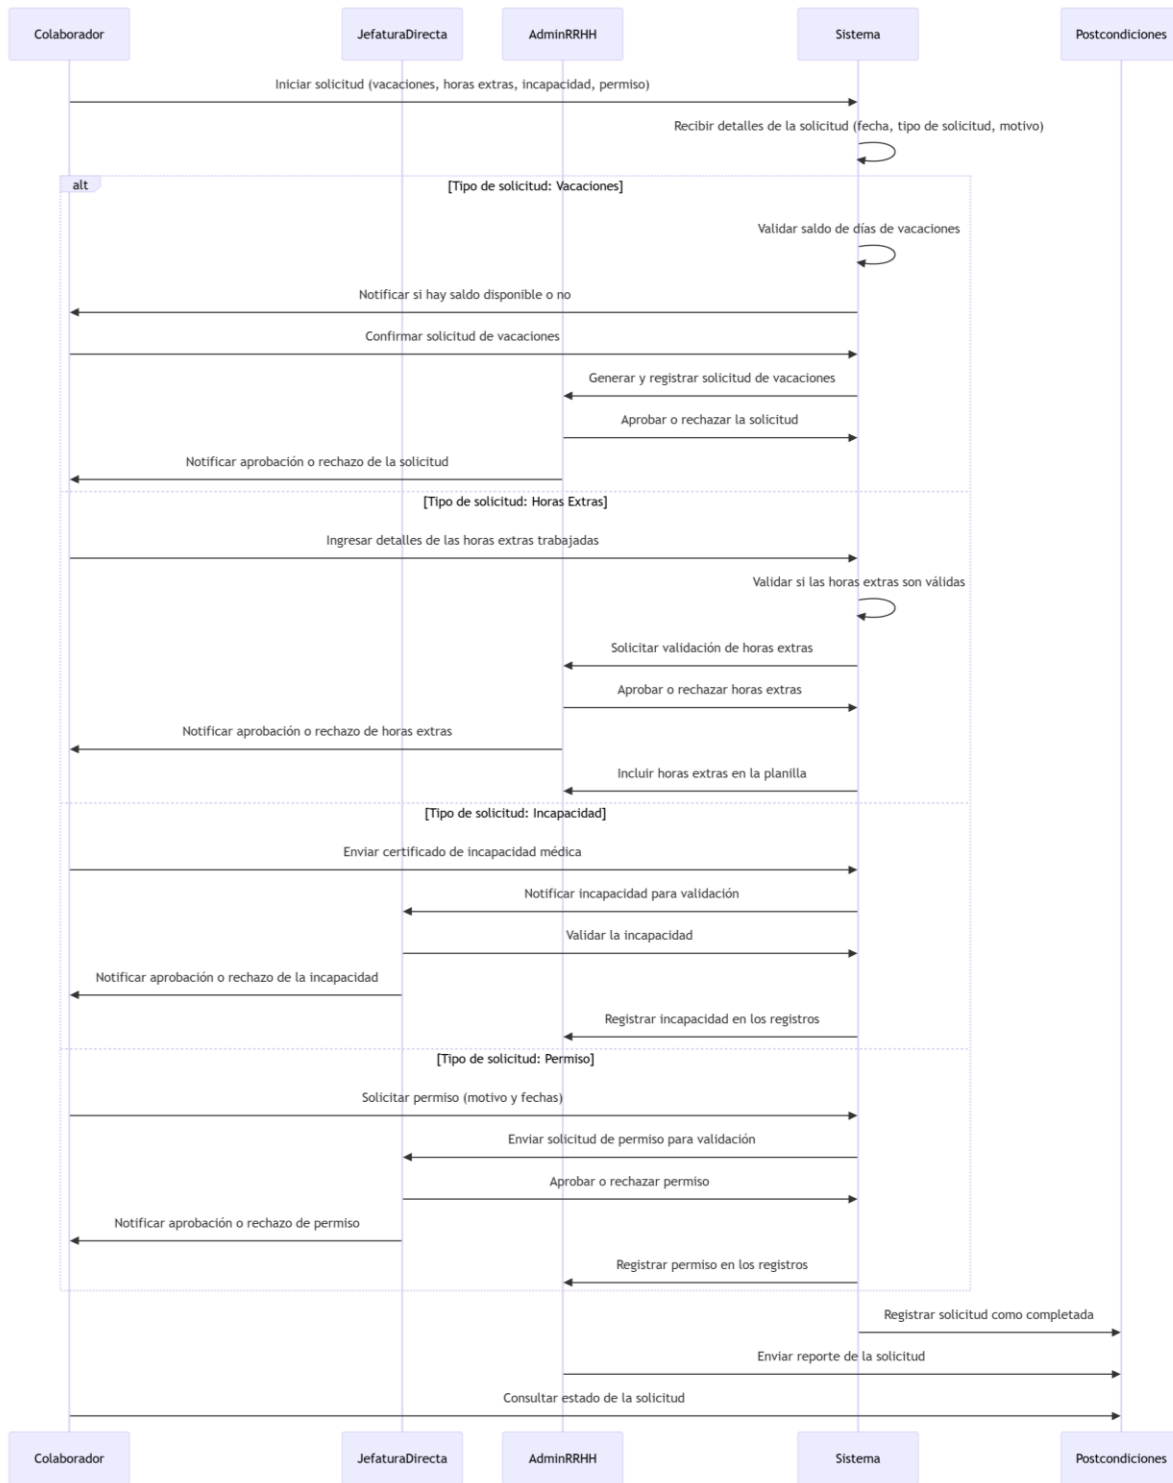 Colaborador
JefaturaDirecta
AdminRRHH
Sistema
Postcondiciones
Iniciar solicitud (vacaciones, horas extras, incapacidad, permiso)
Recibir detalles de la solicitud (fecha, tipo de solicitud, motivo)
alt
[Tipo de solicitud: Vacaciones]
Validar saldo de días de vacaciones
Notificar si hay saldo disponible o no
Confirmar solicitud de vacaciones
Generar y registrar solicitud de vacaciones
Aprobar o rechazar la solicitud
Notificar aprobación o rechazo de la solicitud
[Tipo de solicitud: Horas Extras]
Ingresar detalles de las horas extras trabajadas
Validar si las horas extras son válidas
Solicitar validación de horas extras
Aprobar o rechazar horas extras
Notificar aprobación o rechazo de horas extras
Incluir horas extras en la planilla
[Tipo de solicitud: Incapacidad]
Enviar certificado de incapacidad médica
Notificar incapacidad para validación
Validar la incapacidad
Notificar aprobación o rechazo de la incapacidad
Registrar incapacidad en los registros
[Tipo de solicitud: Permiso]
Solicitar permiso (motivo y fechas)
Enviar solicitud de permiso para validación
Aprobar o rechazar permiso
Notificar aprobación o rechazo de permiso
Registrar permiso en los registros
Registrar solicitud como completada
Enviar reporte de la solicitud
Consultar estado de la solicitud
Colaborador
JefaturaDirecta
AdminRRHH
Sistema
Postcondiciones